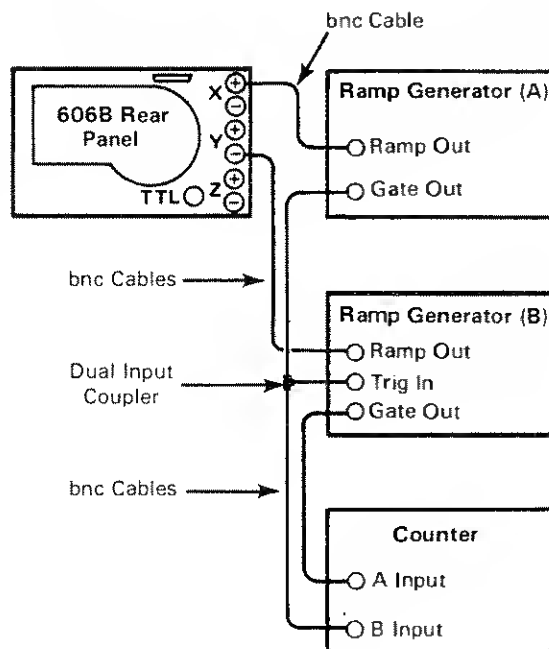 bnc Cable
606B Rear
Panel
X
+
−
Y
+
−
Z
+
−
TTL
Ramp Generator (A)
Ramp Out
Gate Out
bnc Cables
Ramp Generator (B)
Ramp Out
Trig In
Gate Out
Dual Input
Coupler
bnc Cables
Counter
A Input
B Input